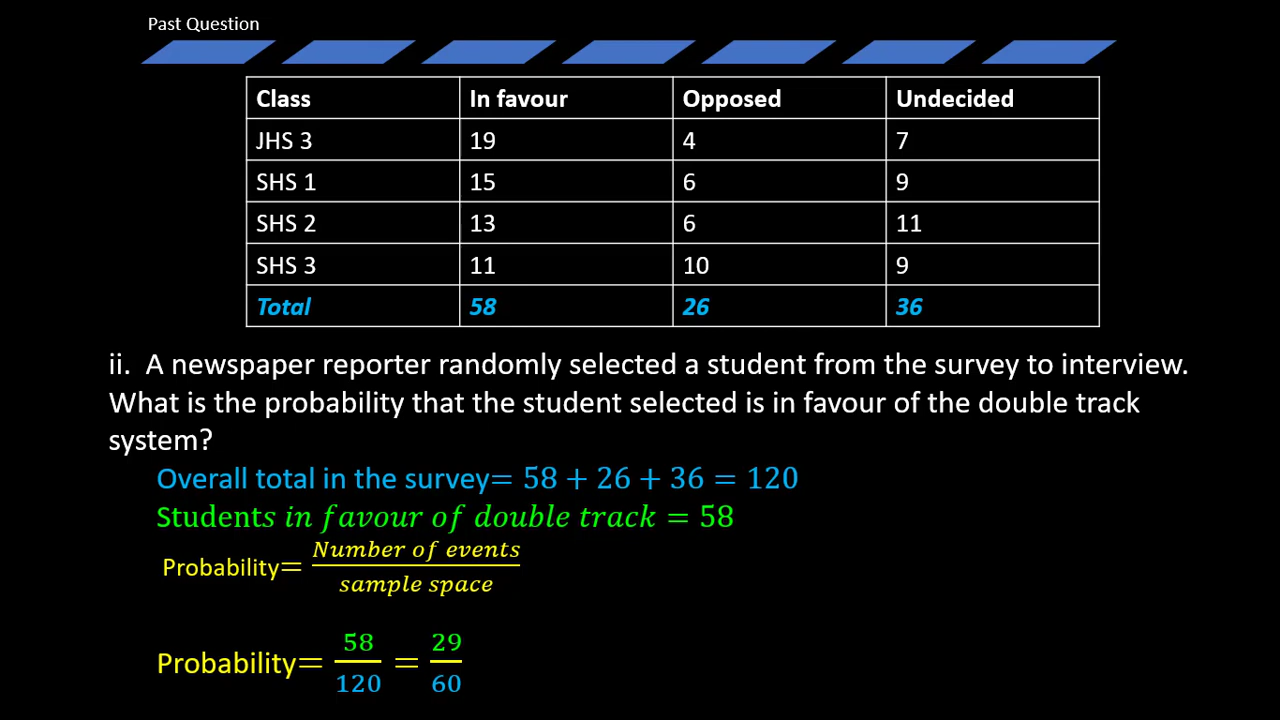 Past Question
Class In favour Opposed Undecided
JHS 3 19 4 7
SHS 1 15 6 9
SHS 2 13 6 11
SHS 3 11 10 9
Total 58 26 36
ii. A newspaper reporter randomly selected a student from the survey to interview.
What is the probability that the student selected is in favour of the double track
system?
Overall total in the survey= 58 + 26 + 36 = 120
Students in favour of double track = 58
Probability= Number of events / sample space
Probability= 58/120 = 29/60